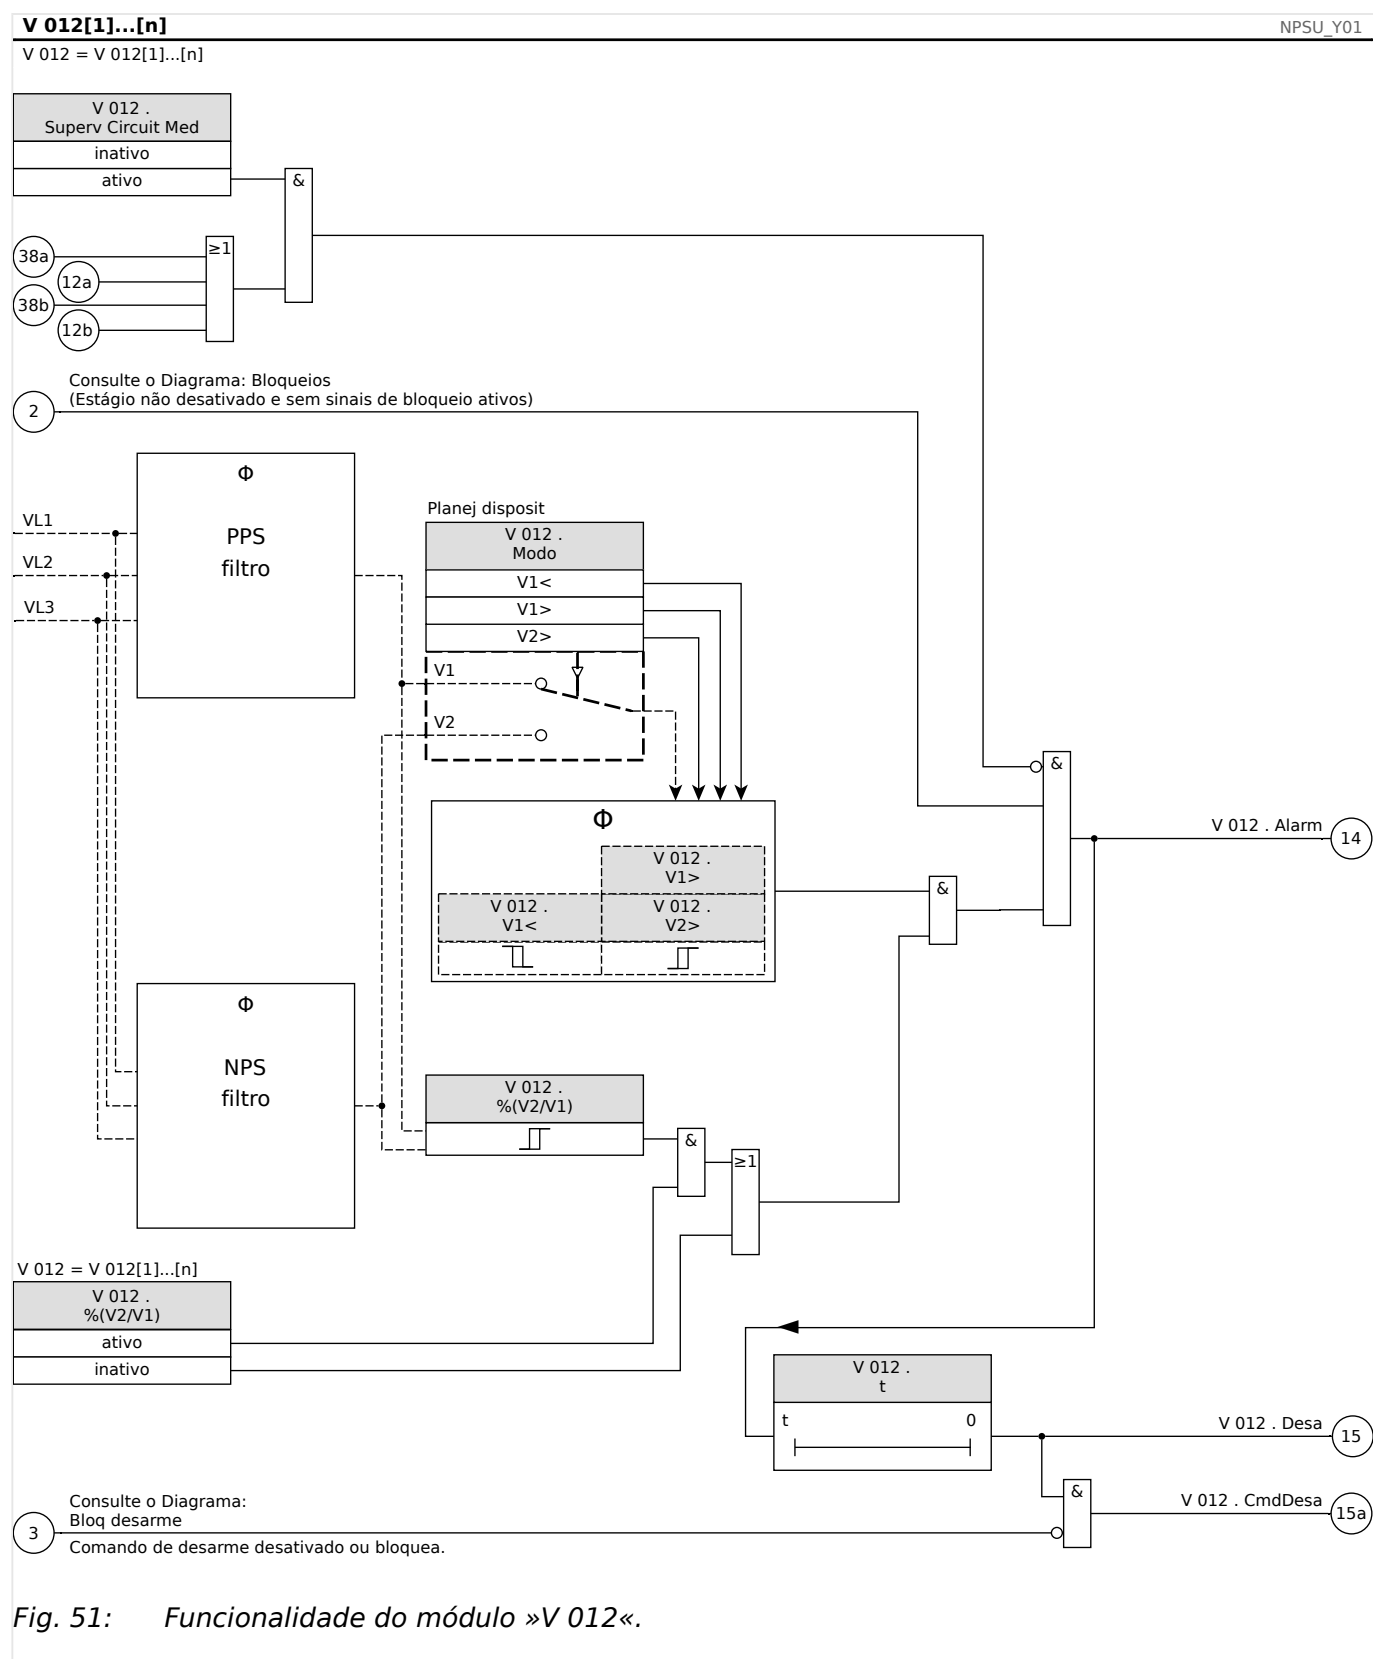 V 012[1]...[n]
NPSU_Y01
V 012 = V 012[1]...[n]
V 012 .
Superv Circuit Med
inativo
ativo
&
≥1
38a
12a
38b
12b
Consulte o Diagrama: Bloqueios
(Estágio não desativado e sem sinais de bloqueio ativos)
2
Φ
PPS
filtro
VL1
VL2
VL3
Planej disposit
V 012 .
Modo
V1<
V1>
V2>
V1
V2
&
Φ
V 012 .
V1>
V 012 .
V1<
V 012 .
V2>
&
V 012 . Alarm
14
Φ
NPS
filtro
V 012 .
%(V2/V1)
&
≥1
V 012 = V 012[1]...[n]
V 012 .
%(V2/V1)
ativo
inativo
V 012 .
t
t
0
V 012 . Desa
15
&
V 012 . CmdDesa
15a
Consulte o Diagrama:
Bloq desarme
3
Comando de desarme desativado ou bloquea.
Fig. 51: Funcionalidade do módulo »V 012«.